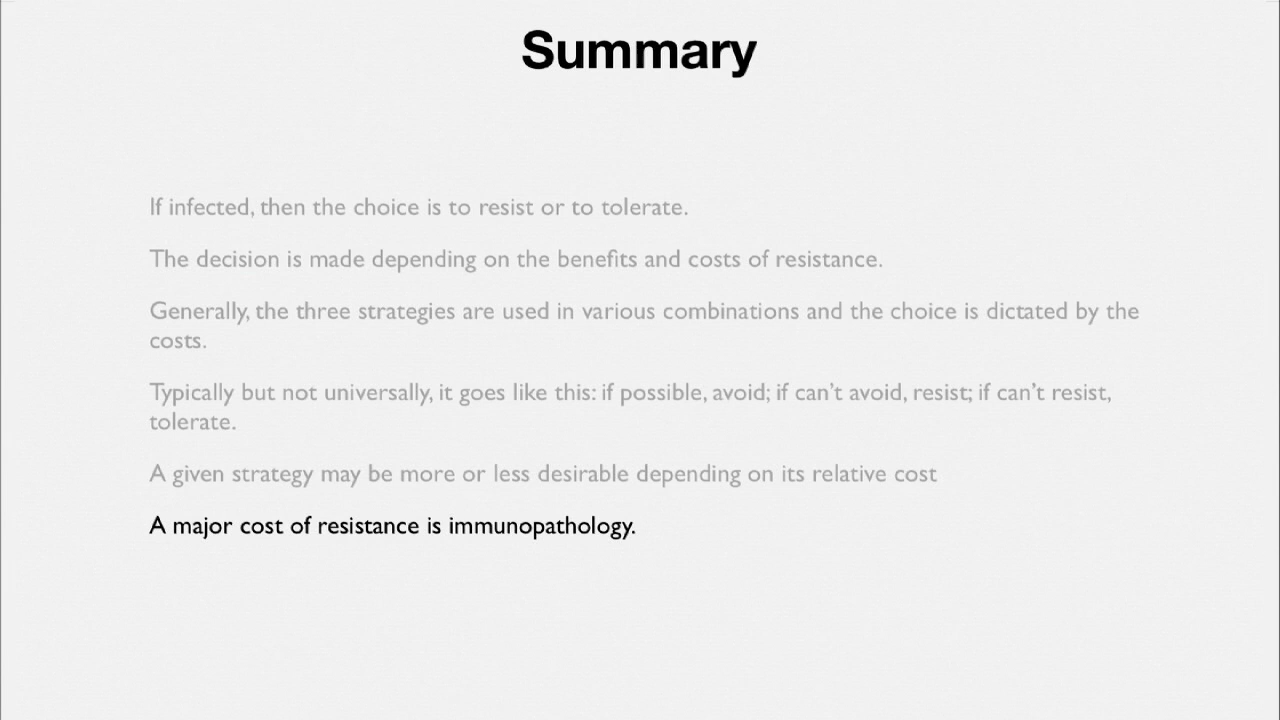 Summary
If infected, then the choice is to resist or to tolerate.
The decision is made depending on the benefits and costs of resistance.
Generally, the three strategies are used in various combinations and the choice is dictated by the
costs.
Typically but not universally, it goes like this: if possible, avoid; if can’t avoid, resist; if can’t resist,
tolerate.
A given strategy may be more or less desirable depending on its relative cost
A major cost of resistance is immunopathology.